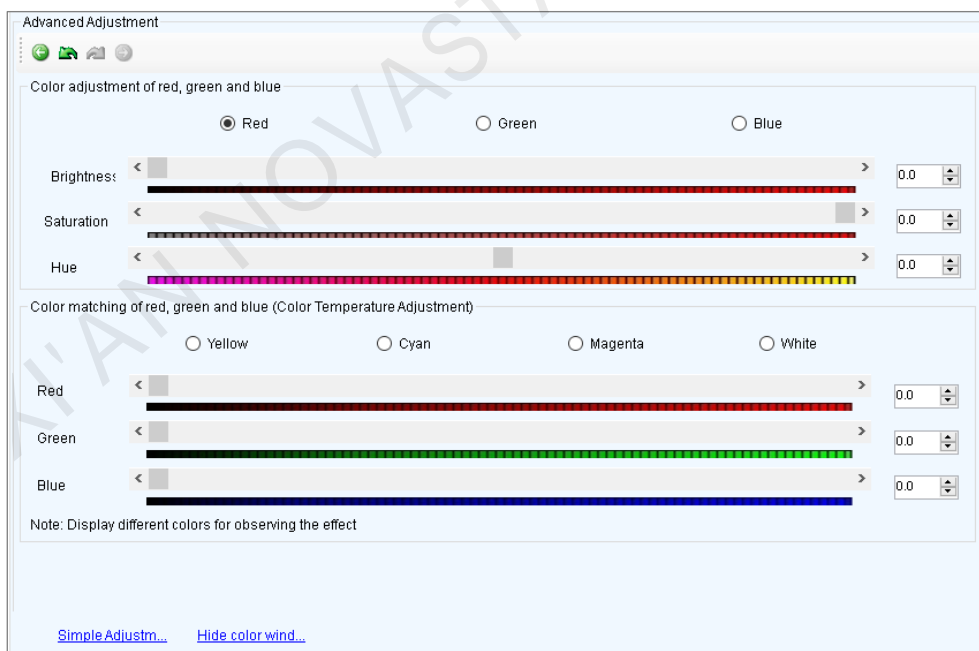 Advanced Adjustment
Color adjustment of red, green and blue
Red Green Blue
Brightness 0.0
Saturation 0.0
Hue 0.0
Color matching of red, green and blue (Color Temperature Adjustment)
Yellow Cyan Magenta White
Red 0.0
Green 0.0
Blue 0.0
Note: Display different colors for observing the effect
Simple Adjustm... Hide color wind...
XI'AN NOVASTA